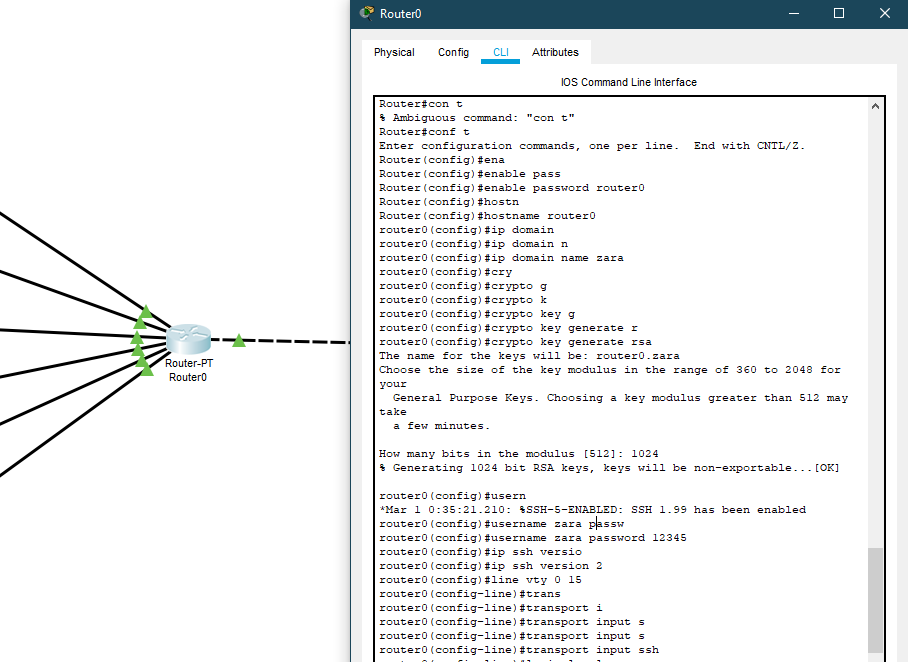 Router0
Physical Config CLI Attributes
IOS Command Line Interface
Router#con t
% Ambiguous command: "con t"
Router#conf t
Enter configuration commands, one per line.  End with CNTL/Z.
Router(config)#ena
Router(config)#enable pass
Router(config)#enable password router0
Router(config)#hostn
Router(config)#hostname router0
router0(config)#ip domain
router0(config)#ip domain n
router0(config)#ip domain name zara
router0(config)#cry
router0(config)#crypto g
router0(config)#crypto k
router0(config)#crypto key g
router0(config)#crypto key generate r
router0(config)#crypto key generate rsa
The name for the keys will be: router0.zara
Choose the size of the key modulus in the range of 360 to 2048 for
your
  General Purpose Keys. Choosing a key modulus greater than 512 may
take
  a few minutes.
How many bits in the modulus [512]: 1024
% Generating 1024 bit RSA keys, keys will be non-exportable...[OK]
router0(config)#usern
*Mar 1 0:35:21.210: %SSH-5-ENABLED: SSH 1.99 has been enabled
router0(config)#username zara passw
router0(config)#username zara password 12345
router0(config)#ip ssh versio
router0(config)#ip ssh version 2
router0(config)#line vty 0 15
router0(config-line)#trans
router0(config-line)#transport i
router0(config-line)#transport input s
router0(config-line)#transport input s
router0(config-line)#transport input ssh
Router-PT
Router0